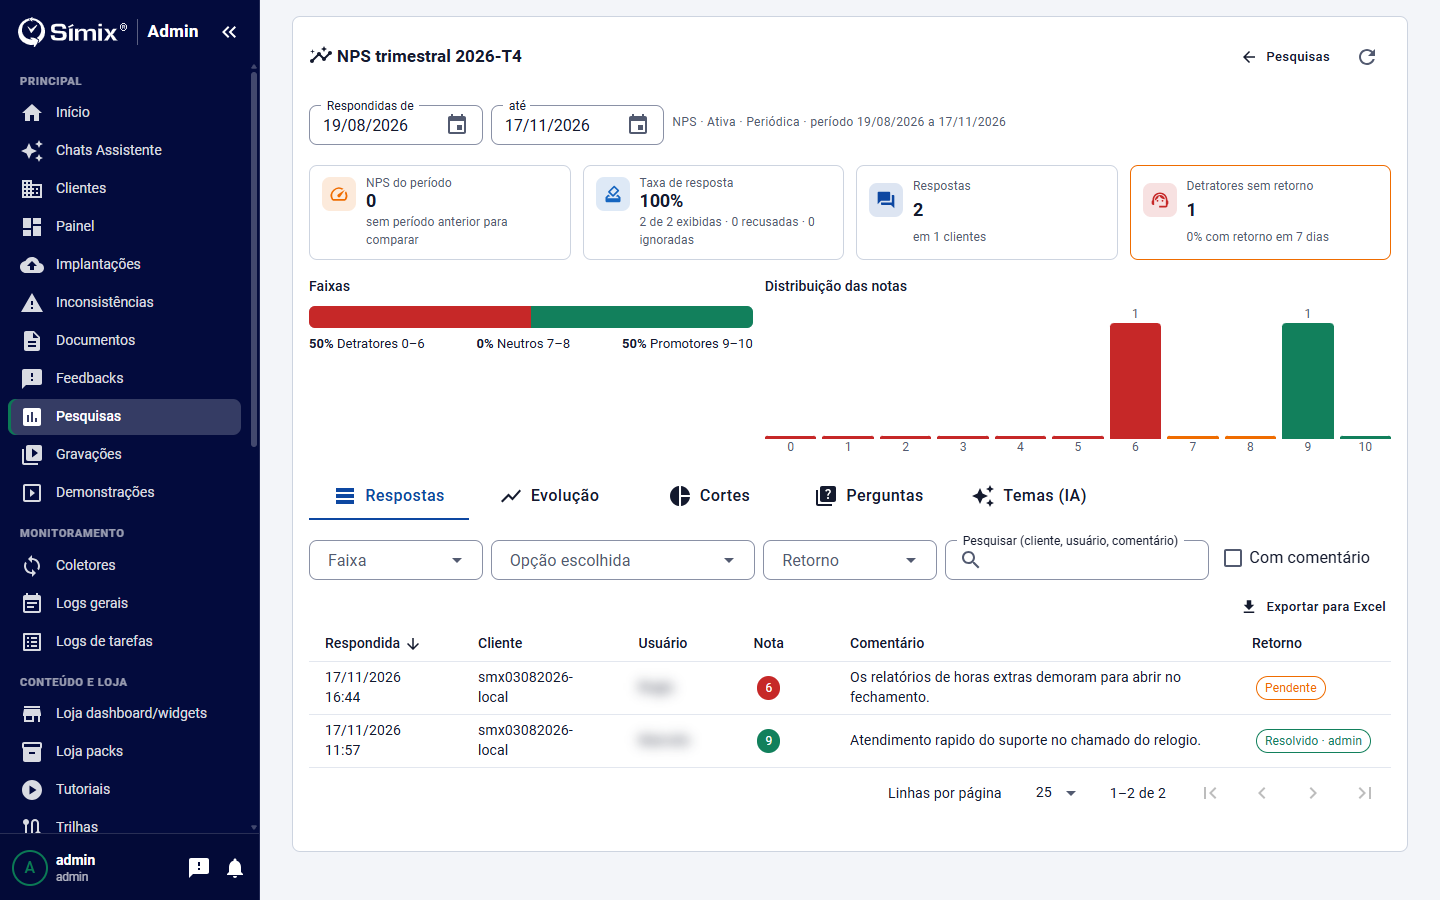 Símix® Admin
PRINCIPAL
Início
Chats Assistente
Clientes
Painel
Implantações
Inconsistências
Documentos
Feedbacks
Pesquisas
Gravações
Demonstrações
MONITORAMENTO
Coletores
Logs gerais
Logs de tarefas
CONTEÚDO E LOJA
Loja dashboard/widgets
Loja packs
Tutoriais
Trilhas
A
admin
admin
NPS trimestral 2026-T4
Pesquisas
Respondidas de
19/08/2026
até
17/11/2026
NPS · Ativa · Periódica · período 19/08/2026 a 17/11/2026
NPS do período
0
sem período anterior para
comparar
Taxa de resposta
100%
2 de 2 exibidas · 0 recusadas · 0
ignoradas
Respostas
2
em 1 clientes
Detratores sem retorno
1
0% com retorno em 7 dias
Faixas
50% Detratores 0–6
0% Neutros 7–8
50% Promotores 9–10
Distribuição das notas
1 1
0 1 2 3 4 5 6 7 8 9 10
Respostas
Evolução
Cortes
Perguntas
Temas (IA)
Faixa
Opção escolhida
Retorno
Pesquisar (cliente, usuário, comentário)
Com comentário
Exportar para Excel
Respondida Cliente Usuário Nota Comentário Retorno
17/11/2026
16:44
smx03082026-
local
6
Os relatórios de horas extras demoram para abrir no
fechamento.
Pendente
17/11/2026
11:57
smx03082026-
local
9
Atendimento rapido do suporte no chamado do relogio.
Resolvido · admin
Linhas por página 25 1–2 de 2